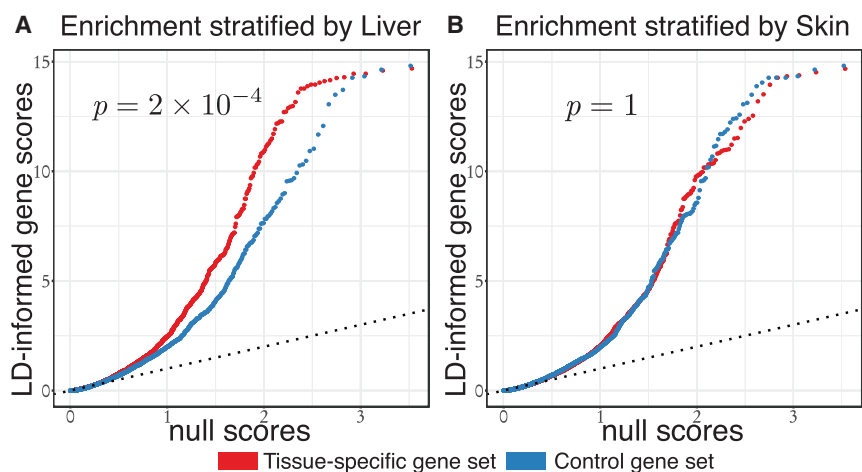 A Enrichment stratified by Liver
B Enrichment stratified by Skin
LD-informed gene scores
15
10
5
0
p = 2 × 10⁻⁴
0 1 2 3
null scores
LD-informed gene scores
15
10
5
0
p = 1
0 1 2 3
null scores
Tissue-specific gene set Control gene set